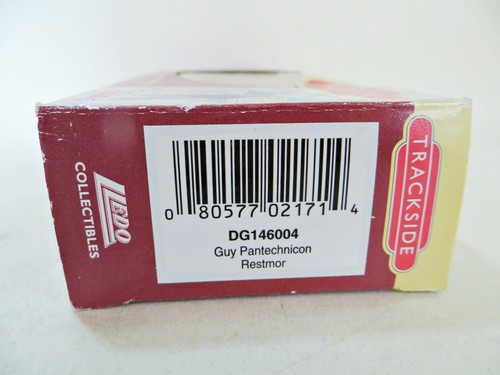 LLEDO
COLLECTIBLES
0 80577 02171 4
DG146004
Guy Pantechnicon
Restmor
TRACKSIDE